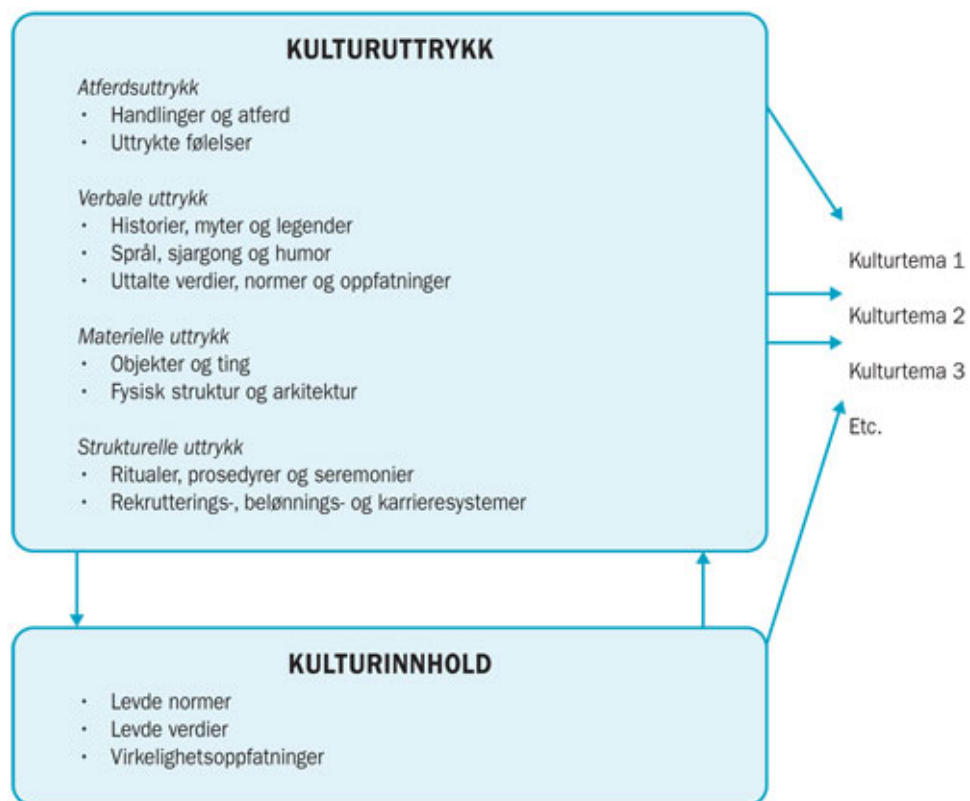 KULTURUTTRYKK
Atferdsuttrykk
· Handlinger og atferd
· Uttrykte følelser
Verbale uttrykk
· Historier, myter og legender
· Språl, sjargong og humor
· Uttalte verdier, normer og oppfatninger
Materielle uttrykk
· Objekter og ting
· Fysisk struktur og arkitektur
Strukturelle uttrykk
· Ritualer, prosedyrer og seremonier
· Rekrutterings-, belønnings- og karrieresystemer
Kulturtema 1
Kulturtema 2
Kulturtema 3
Etc.
KULTURINNHOLD
· Levde normer
· Levde verdier
· Virkelighetsoppfatninger